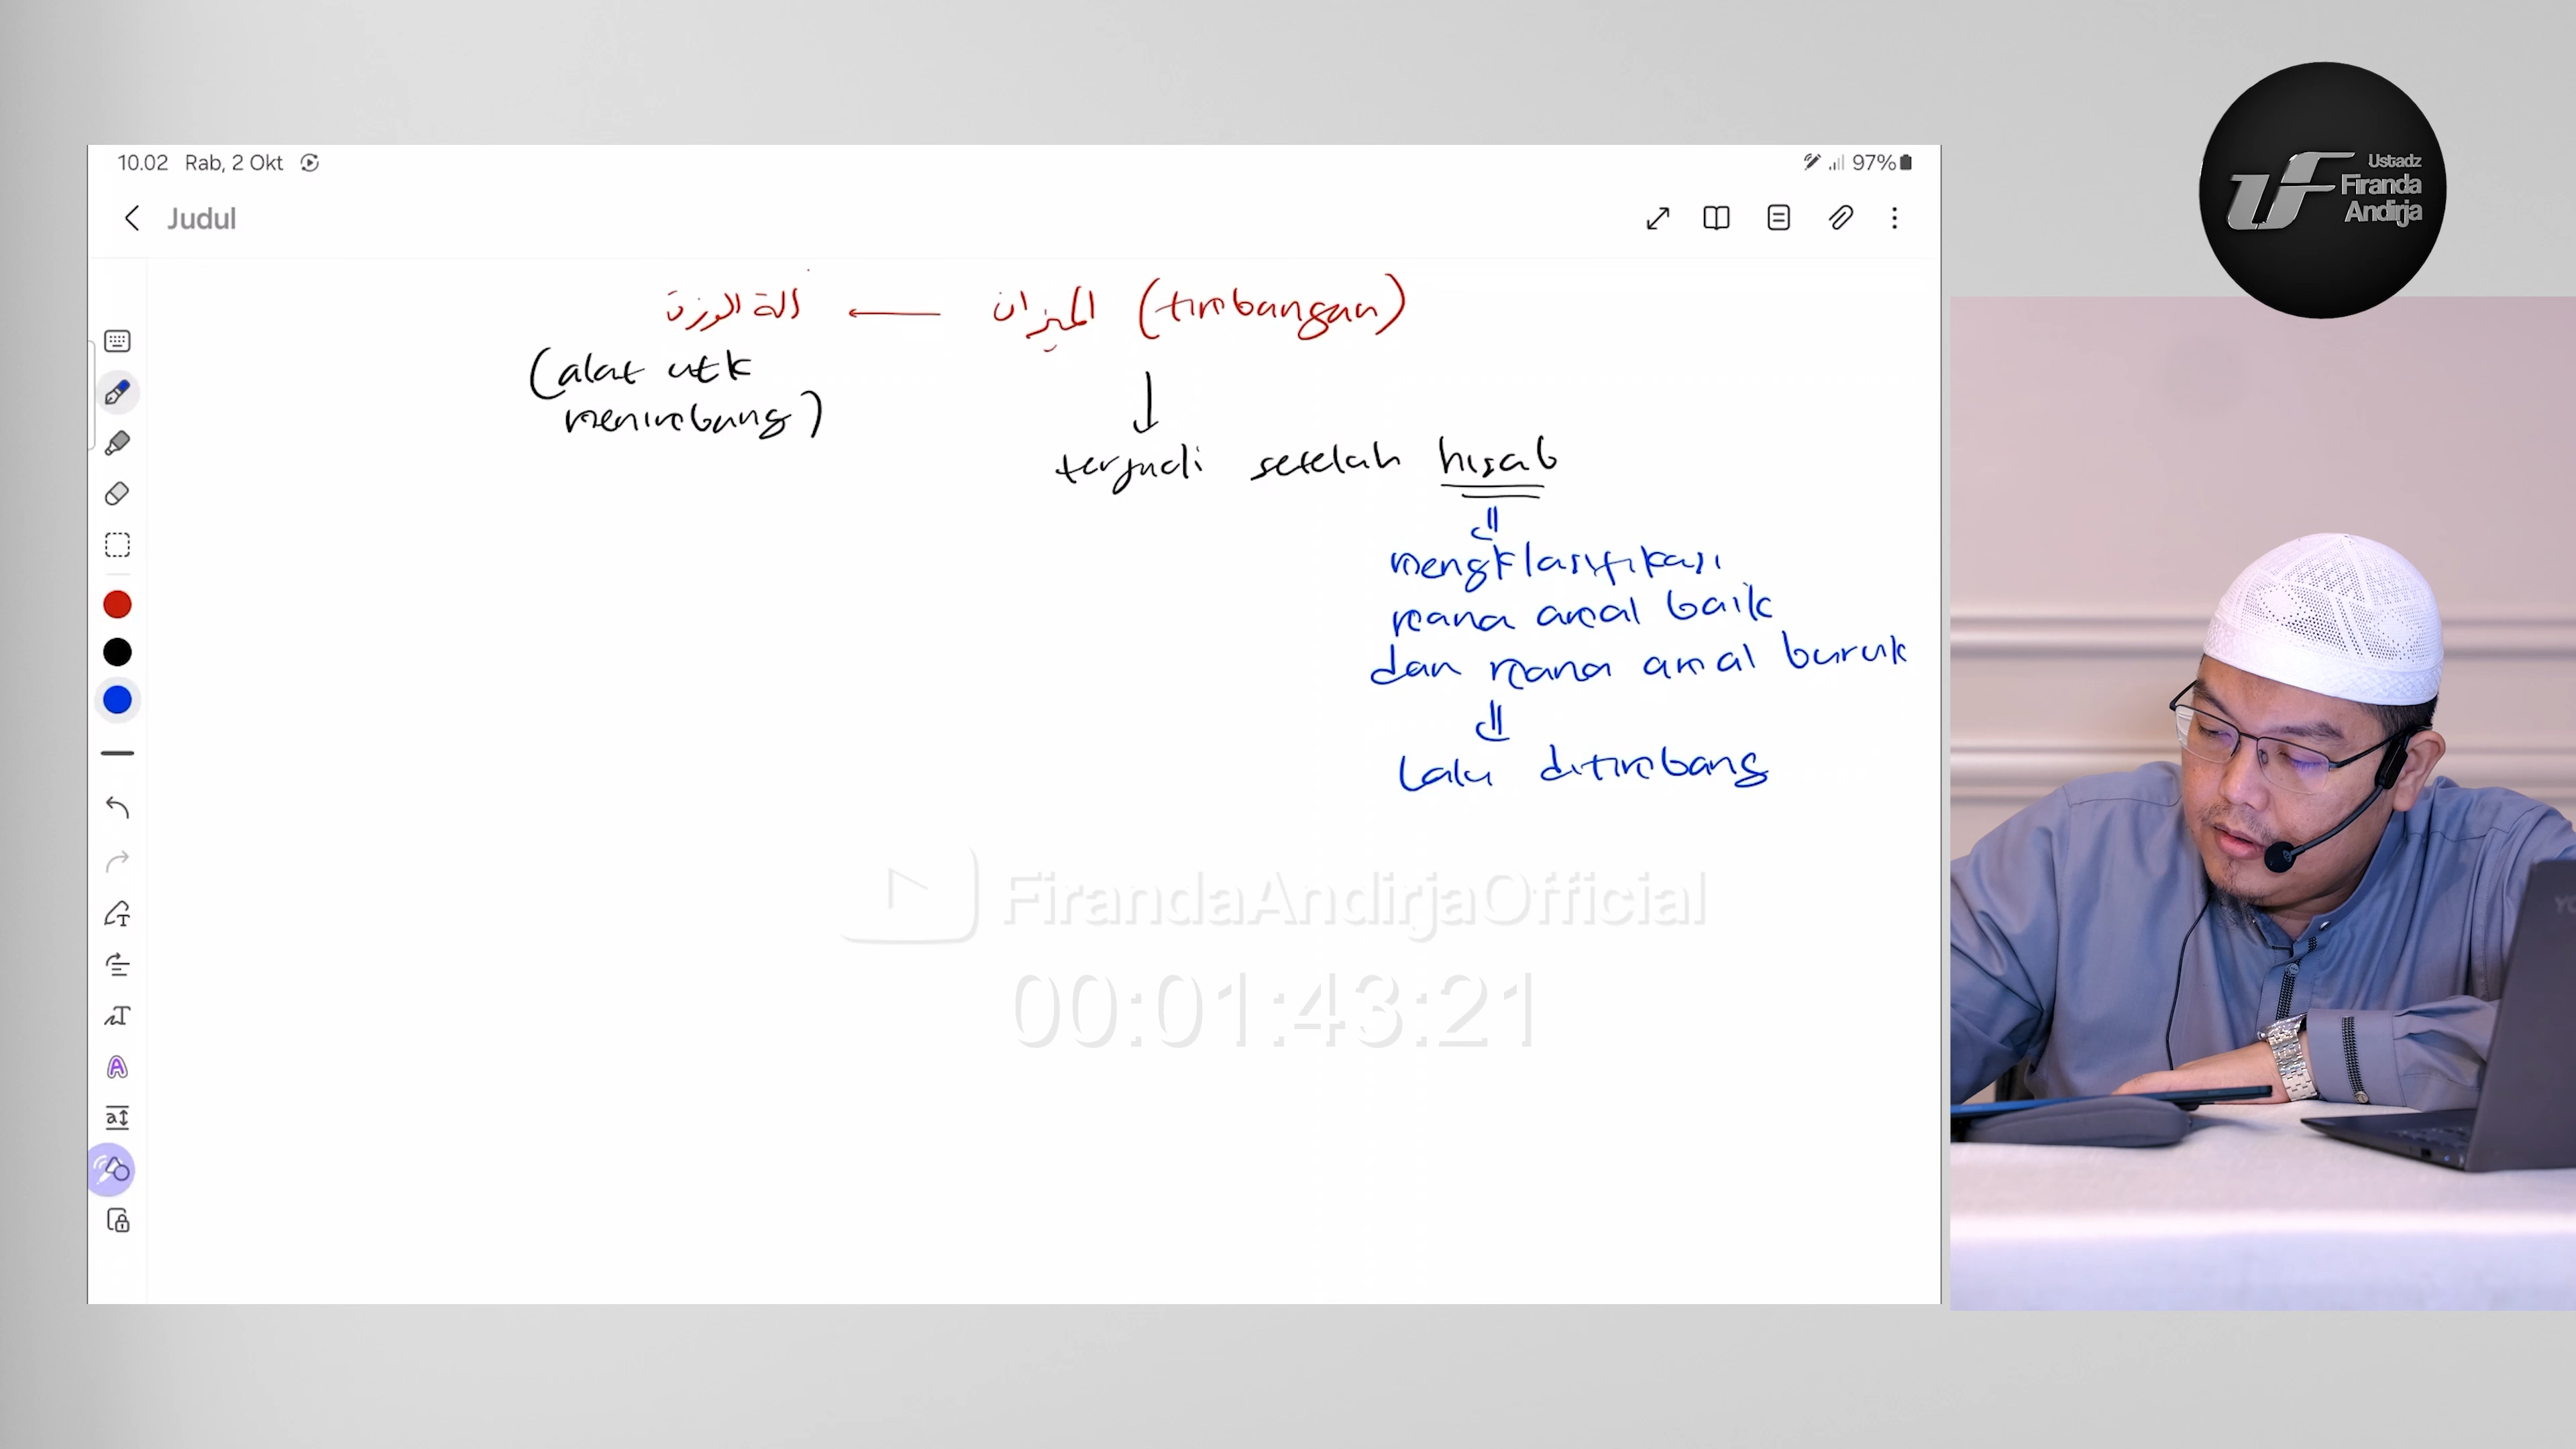 10.02 Rab, 2 Okt
97%
Judul
Ustadz
Firanda
Andirja
الميزان (timbangan) ← آلة الوزن
(alat utk
menimbang)
↓
terjadi setelah hisab
⇓
mengklasifikasi
mana amal baik
dan mana amal buruk
⇓
lalu ditimbang
FirandaAndirjaOfficial
00:01:43:21